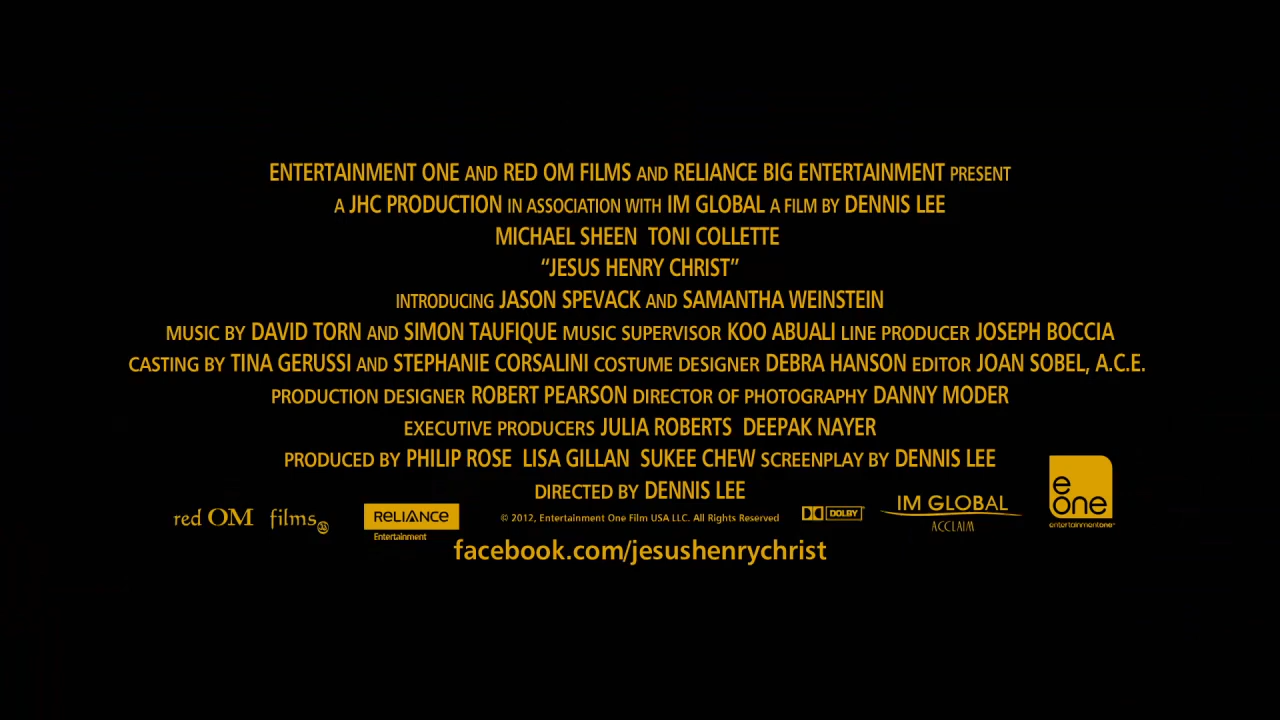 ENTERTAINMENT ONE AND RED OM FILMS AND RELIANCE BIG ENTERTAINMENT PRESENT
A JHC PRODUCTION IN ASSOCIATION WITH IM GLOBAL A FILM BY DENNIS LEE
MICHAEL SHEEN TONI COLLETTE
“JESUS HENRY CHRIST”
INTRODUCING JASON SPEVACK AND SAMANTHA WEINSTEIN
MUSIC BY DAVID TORN AND SIMON TAUFIQUE MUSIC SUPERVISOR KOO ABUALI LINE PRODUCER JOSEPH BOCCIA
CASTING BY TINA GERUSSI AND STEPHANIE CORSALINI COSTUME DESIGNER DEBRA HANSON EDITOR JOAN SOBEL, A.C.E.
PRODUCTION DESIGNER ROBERT PEARSON DIRECTOR OF PHOTOGRAPHY DANNY MODER
EXECUTIVE PRODUCERS JULIA ROBERTS DEEPAK NAYER
PRODUCED BY PHILIP ROSE LISA GILLAN SUKEE CHEW SCREENPLAY BY DENNIS LEE
DIRECTED BY DENNIS LEE
red OM films
RELIANCE
Entertainment
© 2012, Entertainment One Film USA LLC. All Rights Reserved
DOLBY
IM GLOBAL
ACCLAIM
e
one
entertainmentone
facebook.com/jesushenrychrist